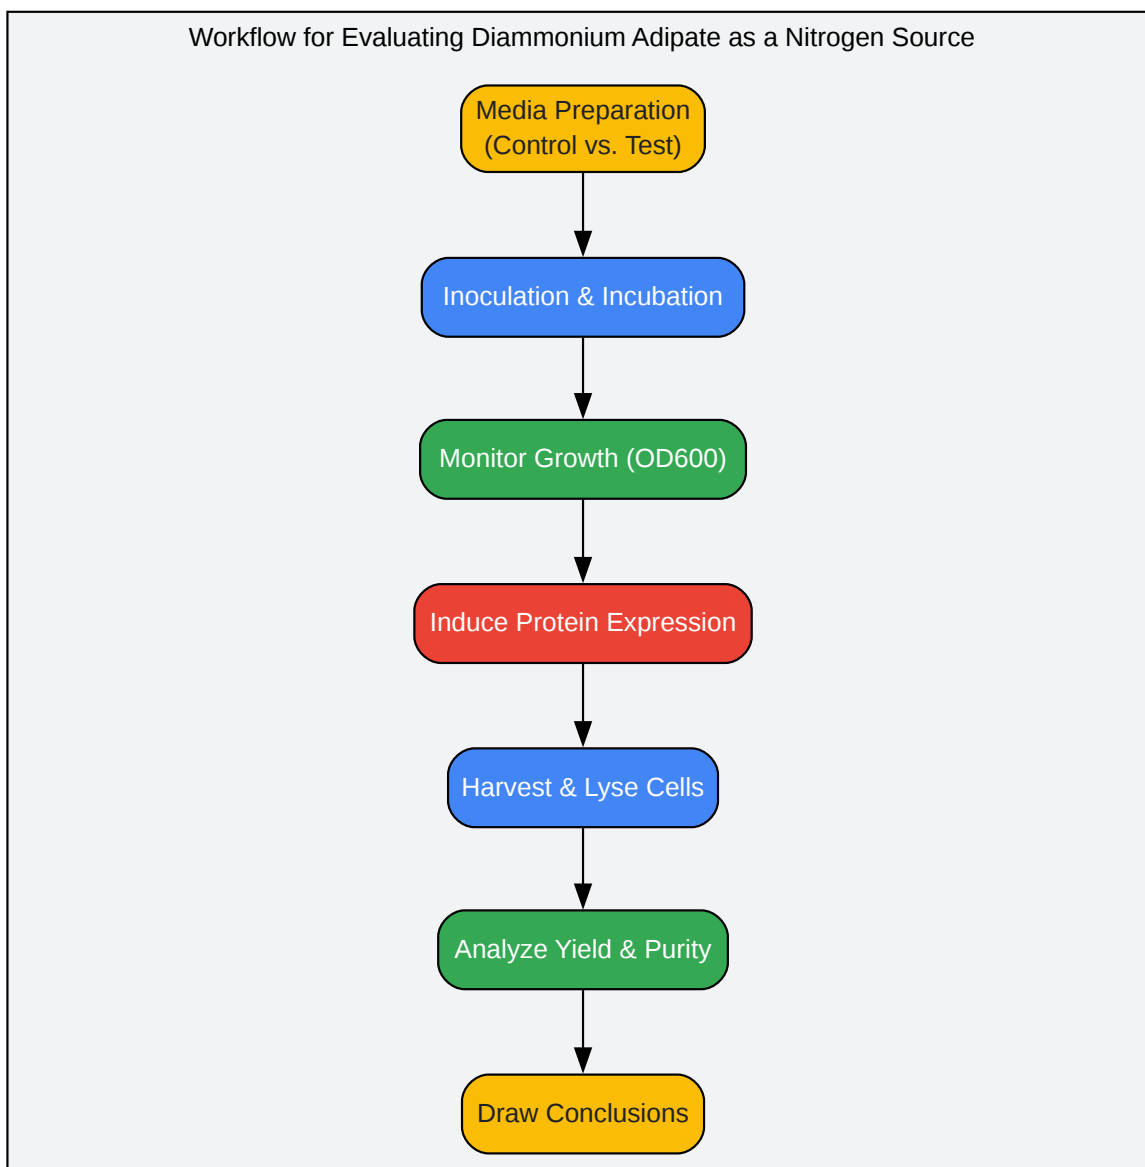 Workflow for Evaluating Diammonium Adipate as a Nitrogen Source
Media Preparation
(Control vs. Test)
Inoculation & Incubation
Monitor Growth (OD600)
Induce Protein Expression
Harvest & Lyse Cells
Analyze Yield & Purity
Draw Conclusions